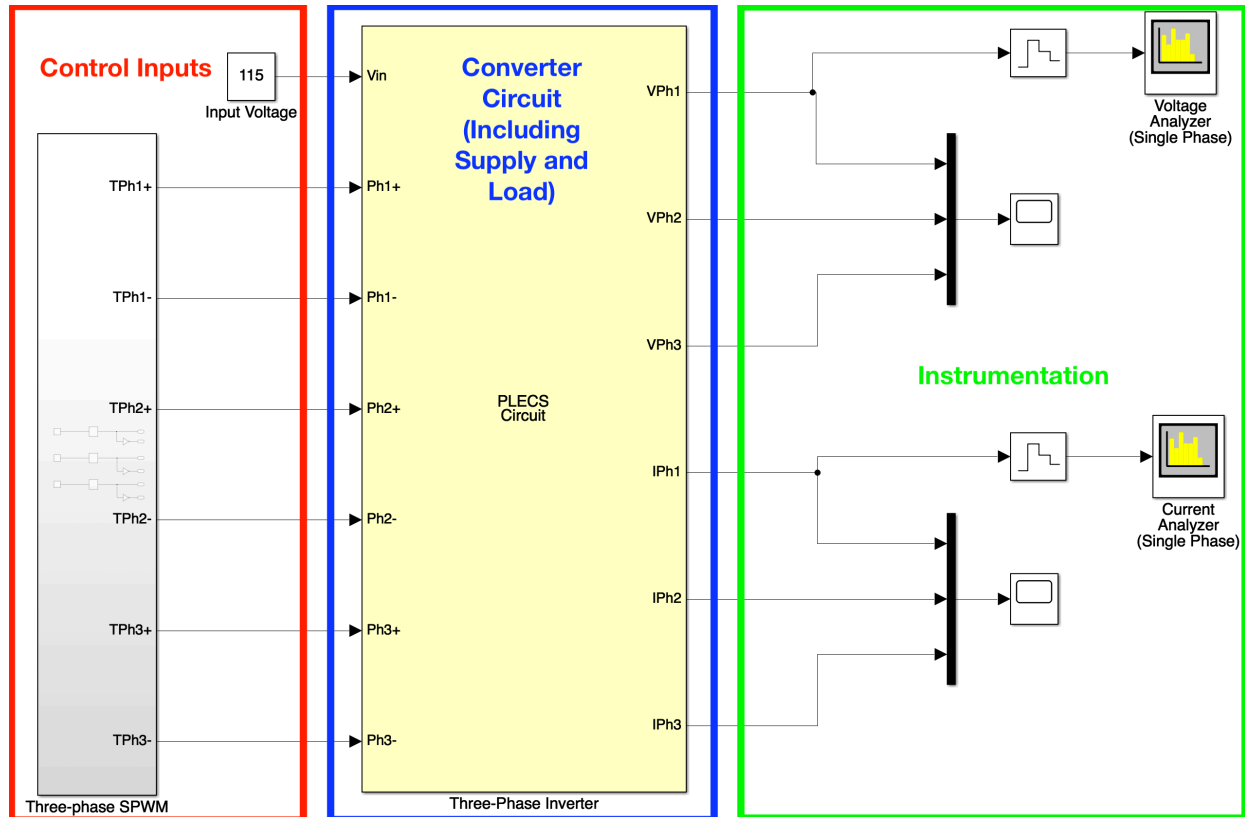 Control Inputs
115
Input Voltage
TPh1+
TPh1-
TPh2+
TPh2-
TPh3+
TPh3-
Three-phase SPWM
Converter
Circuit
(Including
Supply and
Load)
Vin
Ph1+
Ph1-
Ph2+
Ph2-
Ph3+
Ph3-
PLECS
Circuit
VPh1
VPh2
VPh3
IPh1
IPh2
IPh3
Three-Phase Inverter
Voltage
Analyzer
(Single Phase)
Instrumentation
Current
Analyzer
(Single Phase)